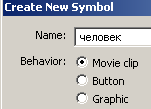 Create New Symbol
Name: человек
Behavior: Movie clip
Button
Graphic